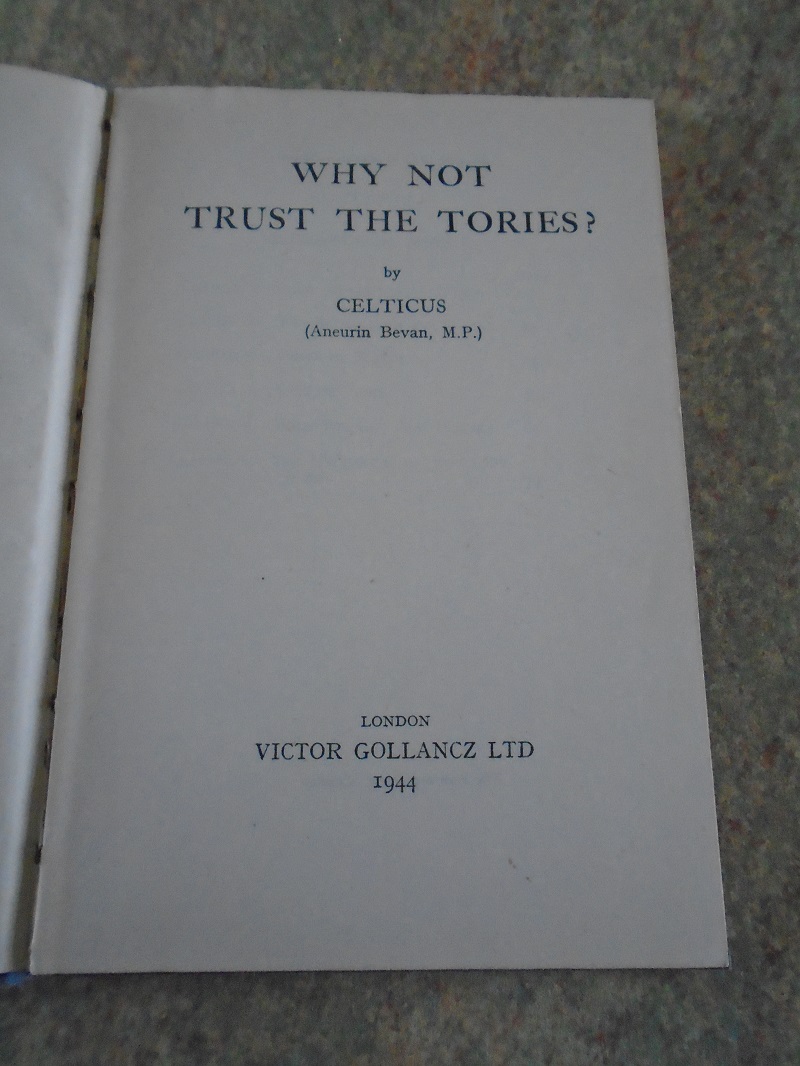 WHY NOT
TRUST THE TORIES?
by
CELTICUS
(Aneurin Bevan, M.P.)
LONDON
VICTOR GOLLANCZ LTD
1944